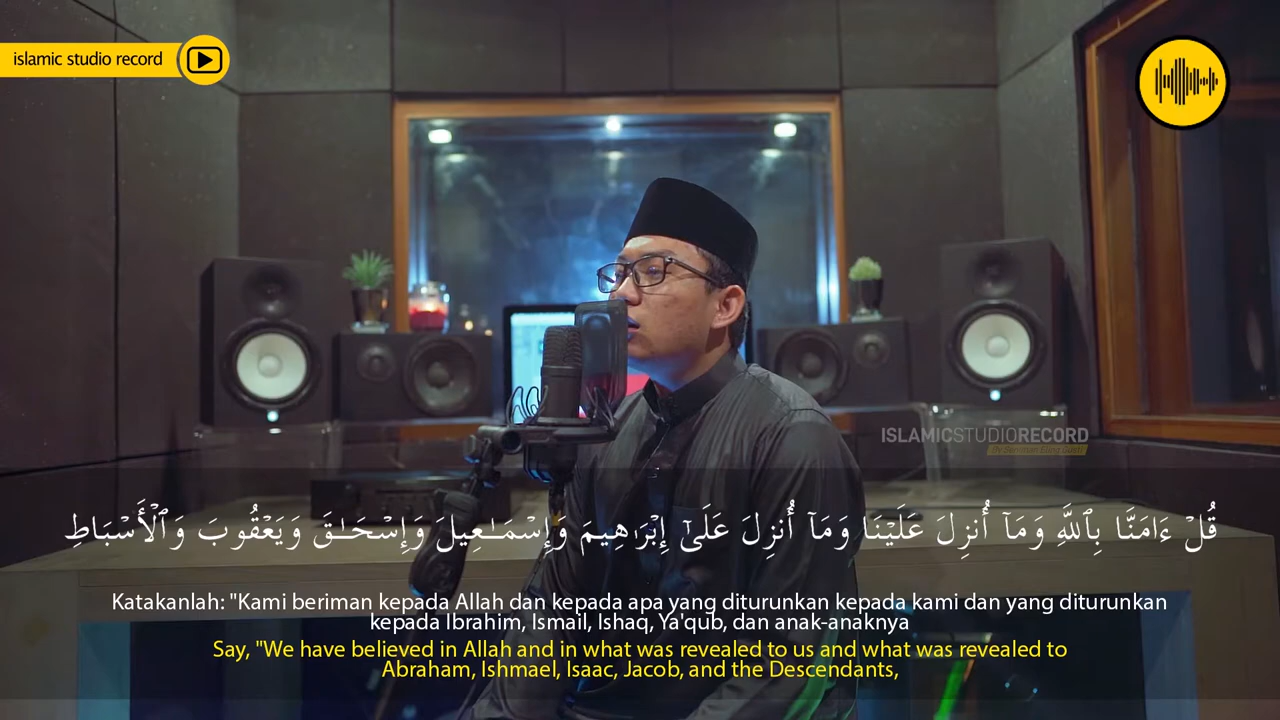 islamic studio record
ISLAMICSTUDIORECORD
قُلْ ءَامَنَّا بِٱللَّهِ وَمَآ أُنزِلَ عَلَيْنَا وَمَآ أُنزِلَ عَلَىٰٓ إِبْرَٰهِيمَ وَإِسْمَـٰعِيلَ وَإِسْحَـٰقَ وَيَعْقُوبَ وَٱلْأَسْبَاطِ
Katakanlah: "Kami beriman kepada Allah dan kepada apa yang diturunkan kepada kami dan yang diturunkan
kepada Ibrahim, Ismail, Ishaq, Ya'qub, dan anak-anaknya
Say, "We have believed in Allah and in what was revealed to us and what was revealed to
Abraham, Ishmael, Isaac, Jacob, and the Descendants,